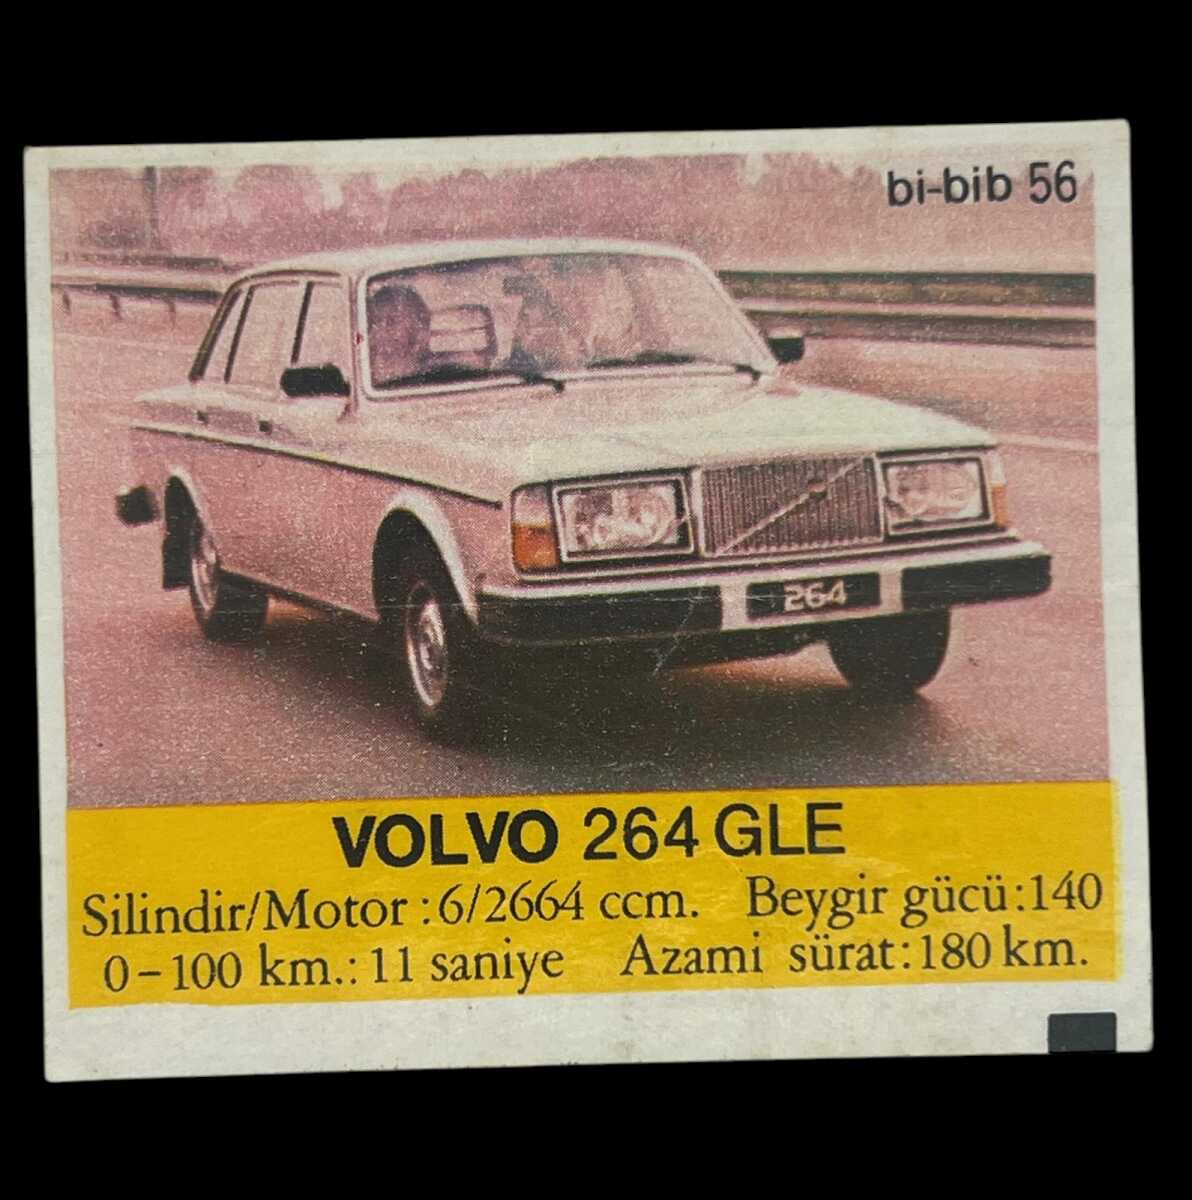 bi-bib 56
264
VOLVO 264 GLE
Silindir/Motor :6/2664 ccm. Beygir gücü:140
0-100 km.: 11 saniye Azami sürat:180 km.